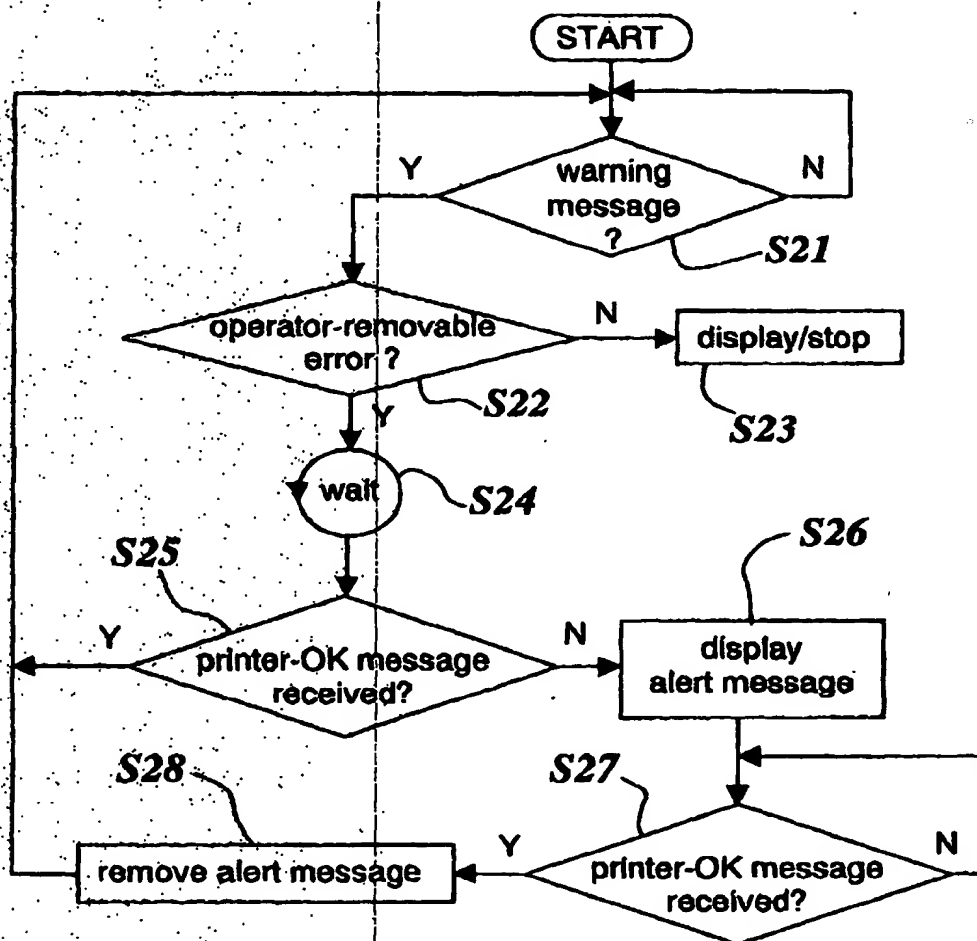 START
Y
warning
message
?
N
S21
operator-removable
error ?
N
display/stop
S22
S23
Y
wait
S24
S25
S26
Y
printer-OK message
received?
N
display
alert message
S28
S27
remove alert message
Y
printer-OK message
received?
N